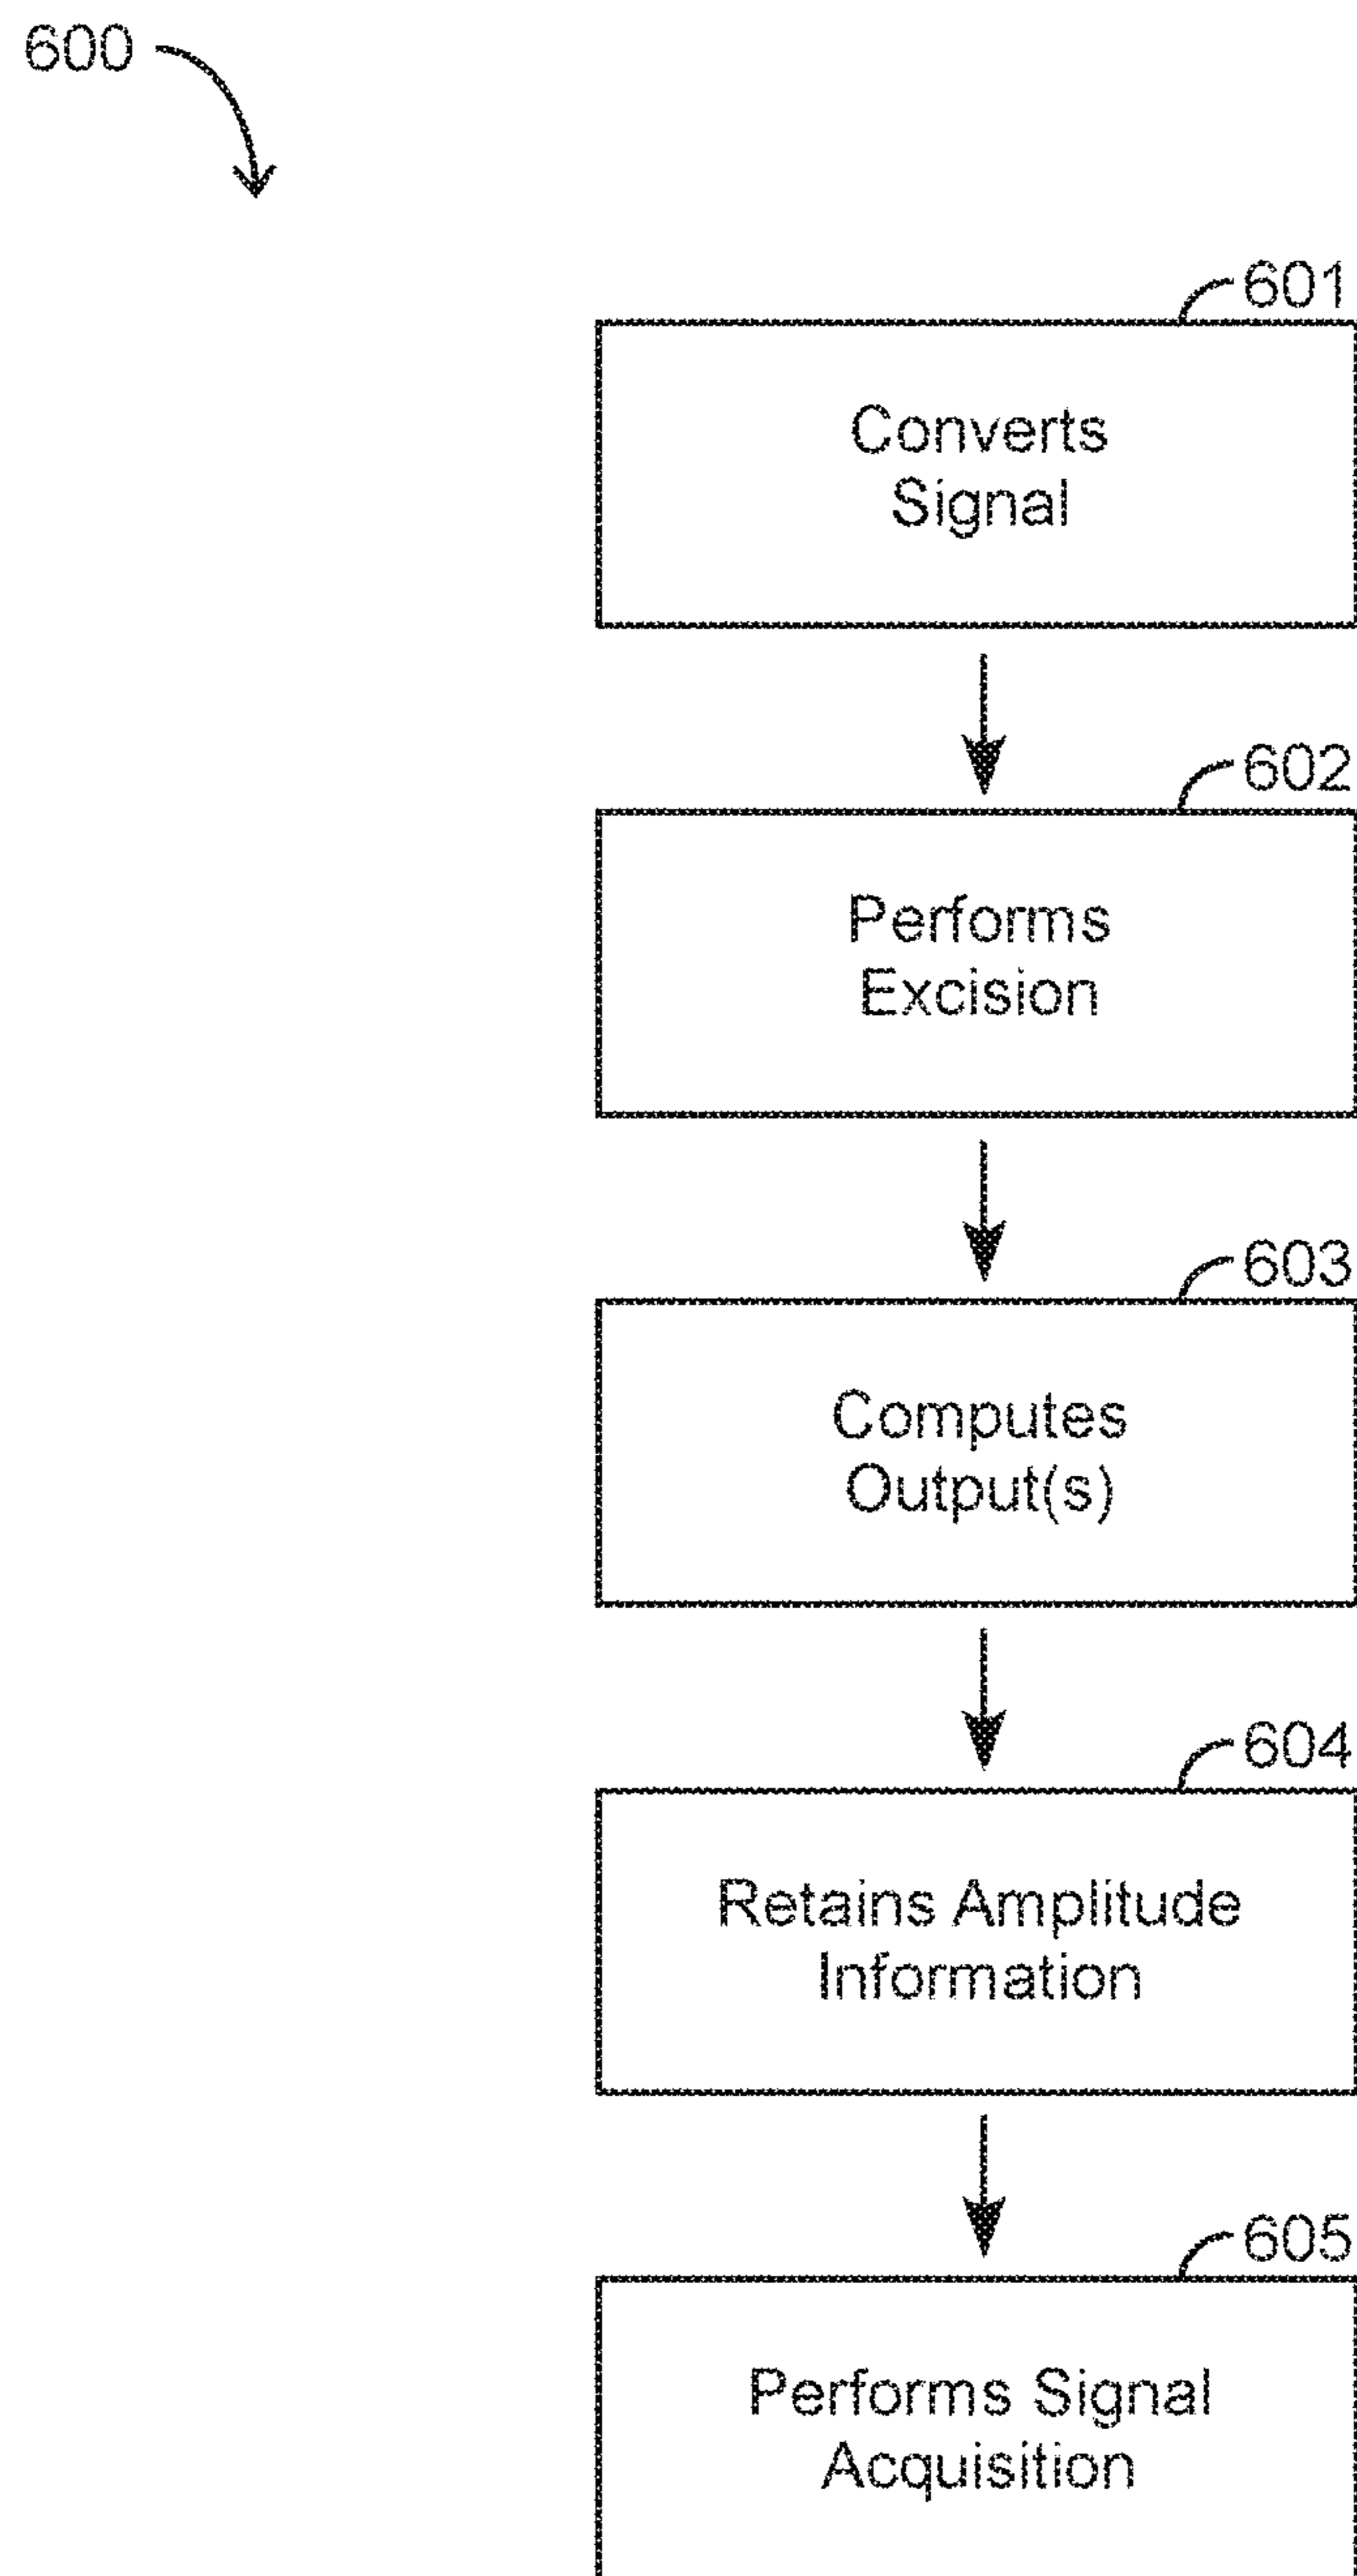 600
601
Converts
Signal
602
Performs
Excision
603
Computes
Output(s)
604
Retains Amplitude
Information
605
Performs Signal
Acquisition